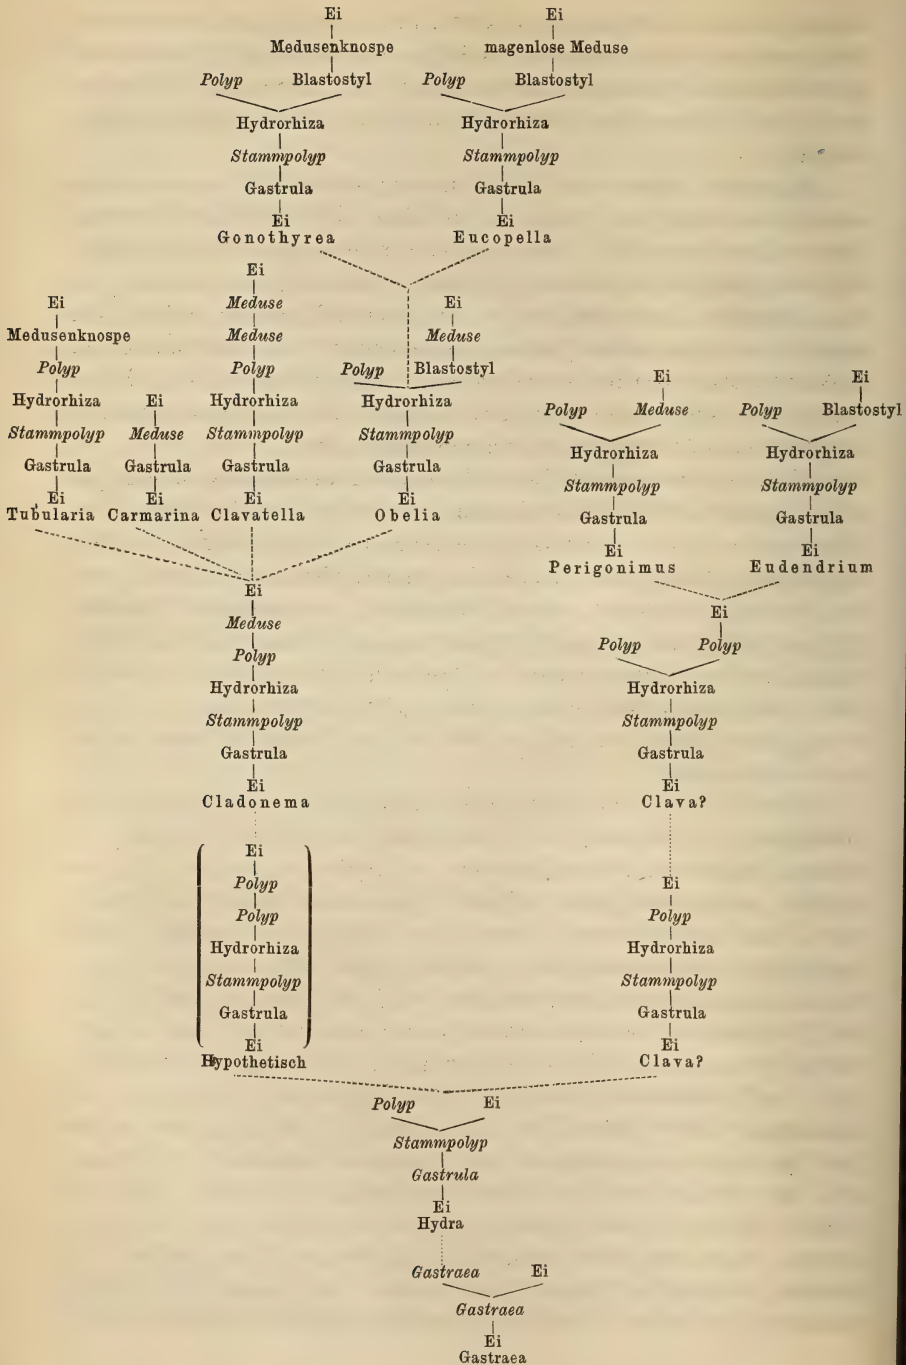 Ei Ei
Medusenknospe magenlose Meduse
Polyp Blastostyl Polyp Blastostyl
Hydrorhiza Hydrorhiza
Stammpolyp Stammpolyp
Gastrula Gastrula
Ei Ei
Gonothyrea Eucopella
Ei
Ei Meduse Ei
Medusenknospe Meduse Meduse
Polyp Polyp Polyp Blastostyl
Ei Ei
Hydrorhiza Ei Hydrorhiza Hydrorhiza
Polyp Meduse Polyp Blastostyl
Stammpolyp Meduse Stammpolyp Stammpolyp
Hydrorhiza Hydrorhiza
Gastrula Gastrula Gastrula Gastrula
Stammpolyp Stammpolyp
Ei Ei Ei Ei
Tubularia Carmarina Clavatella Obelia
Gastrula Gastrula
Ei Ei
Perigonimus Eudendrium
Ei
Ei
Meduse
Polyp Polyp
Polyp
Hydrorhiza Hydrorhiza
Stammpolyp Stammpolyp
Gastrula Gastrula
Ei Ei
Cladonema Clava?
Ei
Polyp Ei
Polyp Polyp
Hydrorhiza Hydrorhiza
Stammpolyp Stammpolyp
Gastrula Gastrula
Ei Ei
Hypothetisch Clava?
Polyp Ei
Stammpolyp
Gastrula
Ei
Hydra
Gastraea Ei
Gastraea
Ei
Gastraea